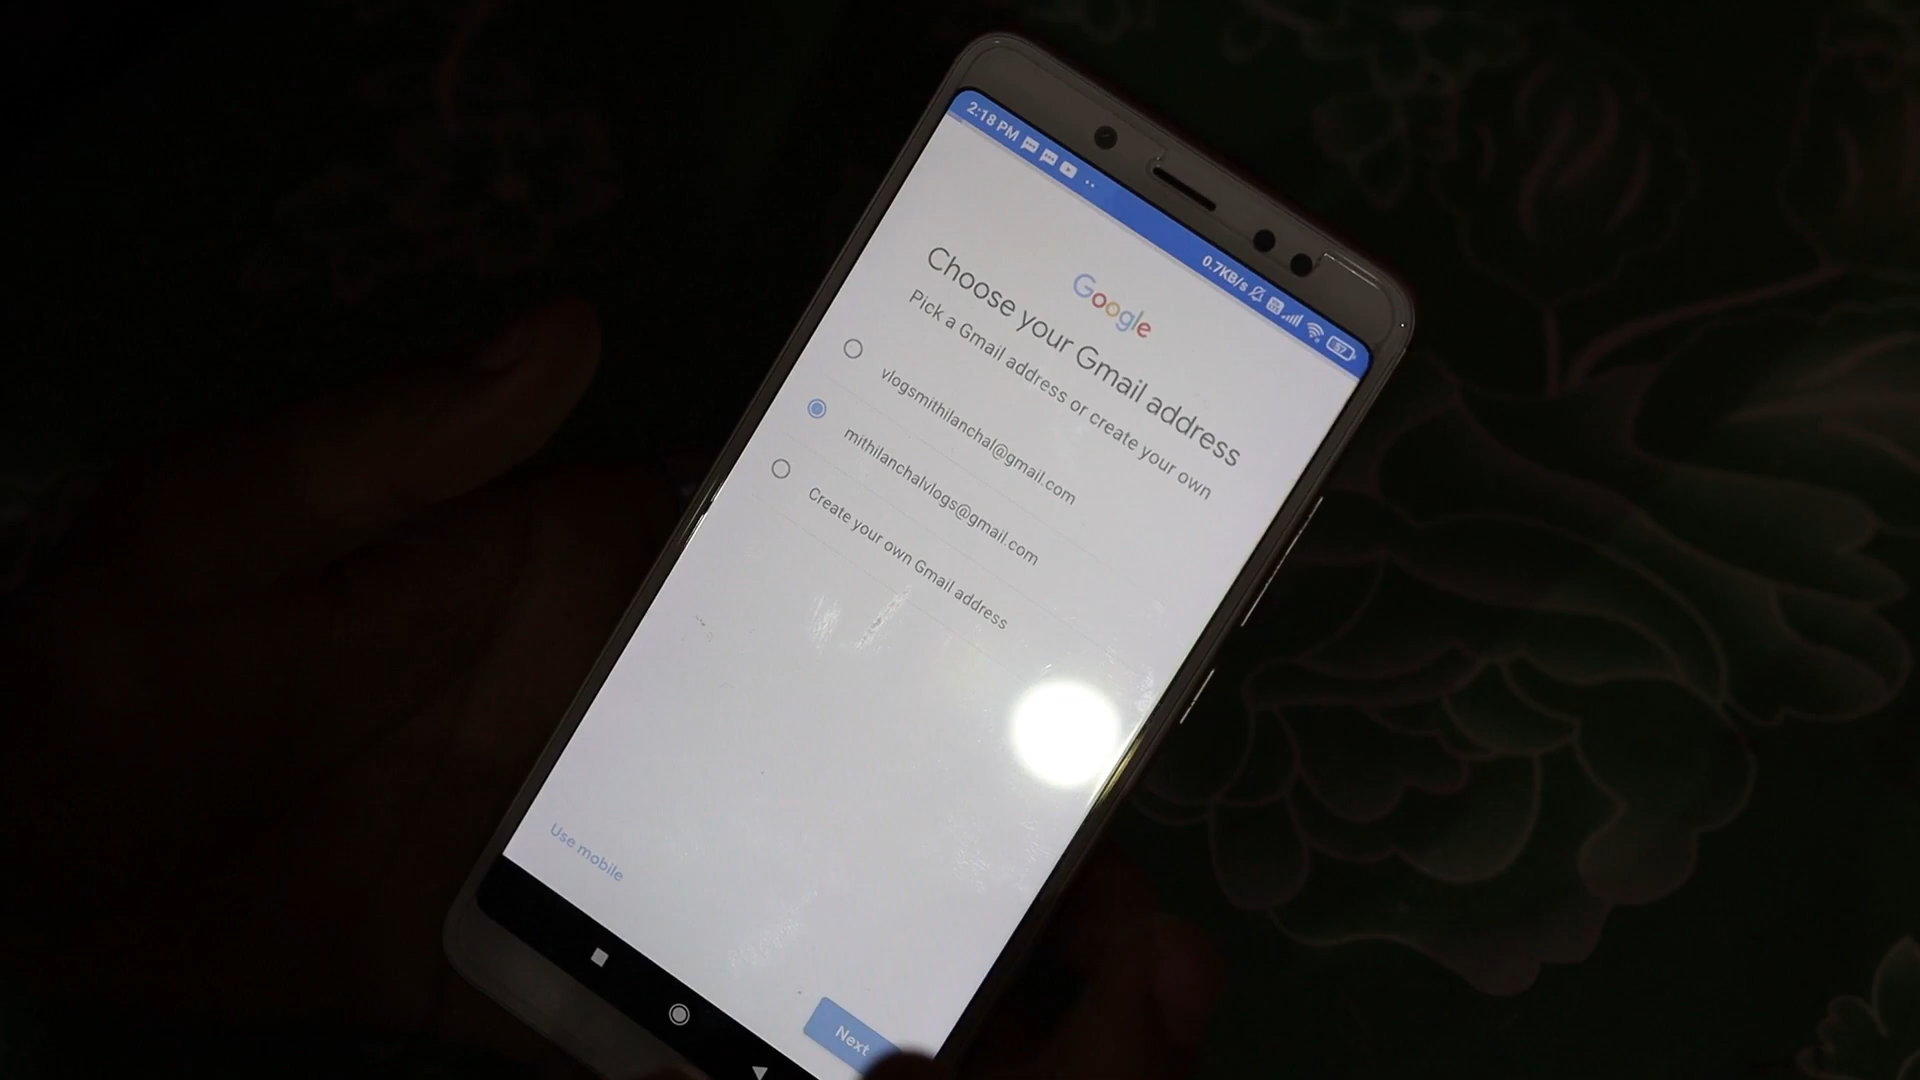 2:18 PM
0.7KB/s
57
Google
Choose your Gmail address
Pick a Gmail address or create your own
vlogsmithilanchal@gmail.com
mithilanchalvlogs@gmail.com
Create your own Gmail address
Use mobile
Next